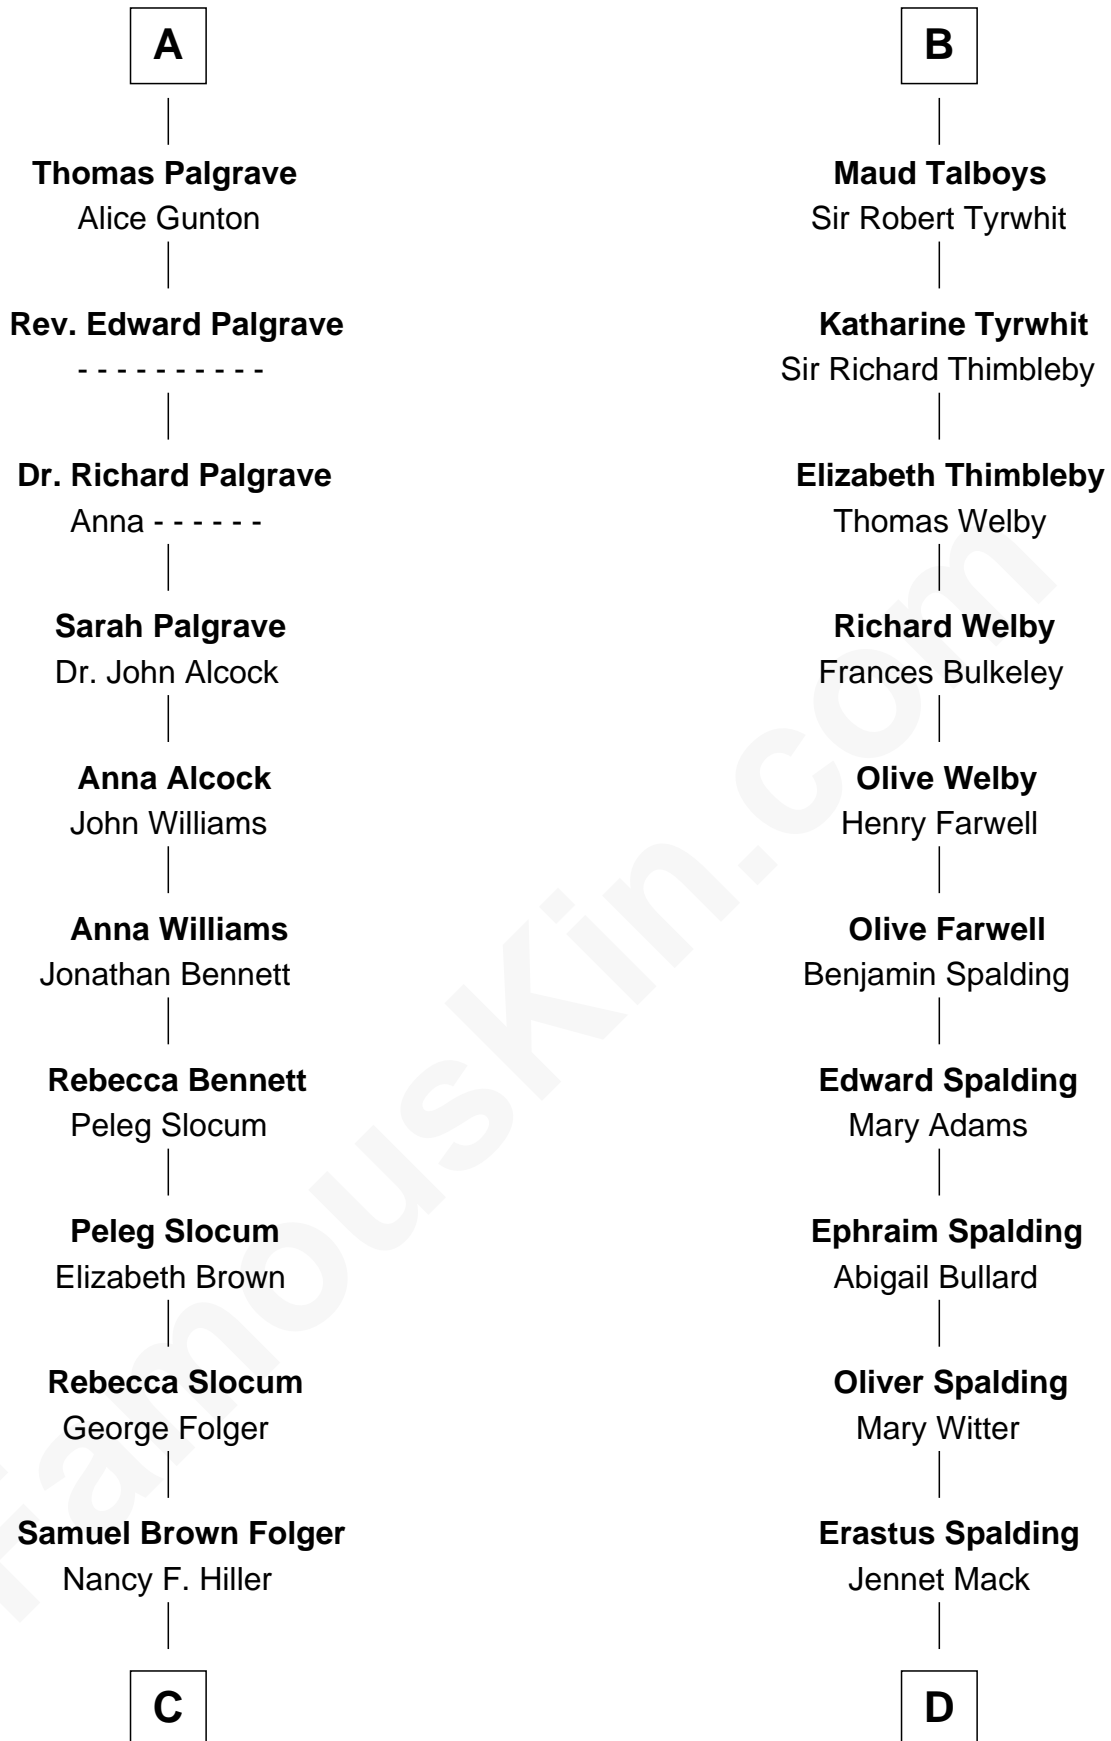 A
Thomas Palgrave
Alice Gunton
Rev. Edward Palgrave
- - - - - - - - - -
Dr. Richard Palgrave
Anna - - - - - -
Sarah Palgrave
Dr. John Alcock
Anna Alcock
John Williams
Anna Williams
Jonathan Bennett
Rebecca Bennett
Peleg Slocum
Peleg Slocum
Elizabeth Brown
Rebecca Slocum
George Folger
Samuel Brown Folger
Nancy F. Hiller
C
B
Maud Talboys
Sir Robert Tyrwhit
Katharine Tyrwhit
Sir Richard Thimbleby
Elizabeth Thimbleby
Thomas Welby
Richard Welby
Frances Bulkeley
Olive Welby
Henry Farwell
Olive Farwell
Benjamin Spalding
Edward Spalding
Mary Adams
Ephraim Spalding
Abigail Bullard
Oliver Spalding
Mary Witter
Erastus Spalding
Jennet Mack
D
FamousKin.com